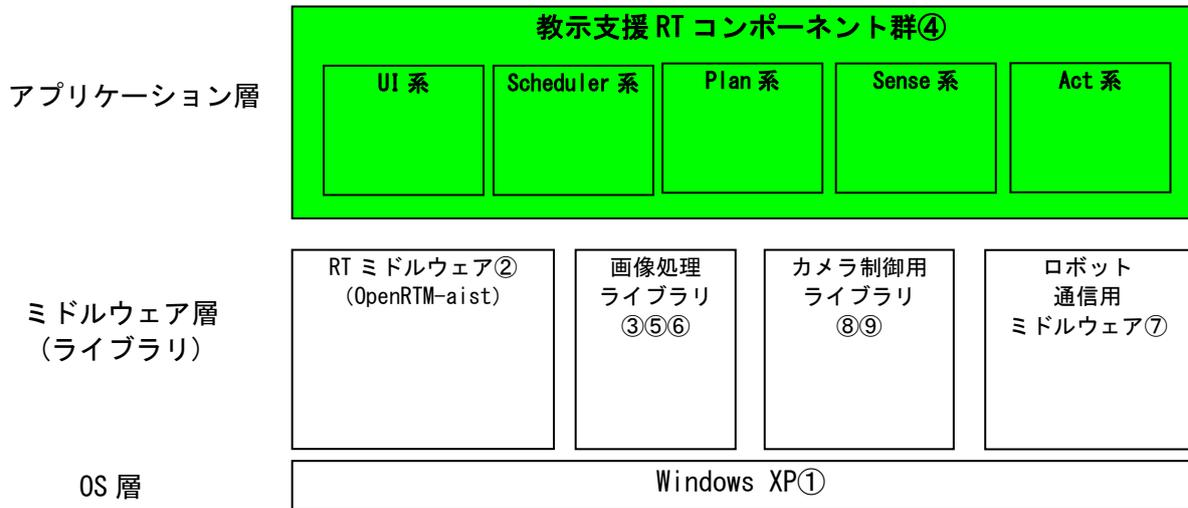 教示支援 RT コンポーネント群④
アプリケーション層
UI 系
Scheduler 系
Plan 系
Sense 系
Act 系
ミドルウェア層
(ライブラリ)
RT ミドルウェア②
(OpenRTM-aist)
画像処理
ライブラリ
③⑤⑥
カメラ制御用
ライブラリ
⑧⑨
ロボット
通信用
ミドルウェア⑦
OS 層
Windows XP①